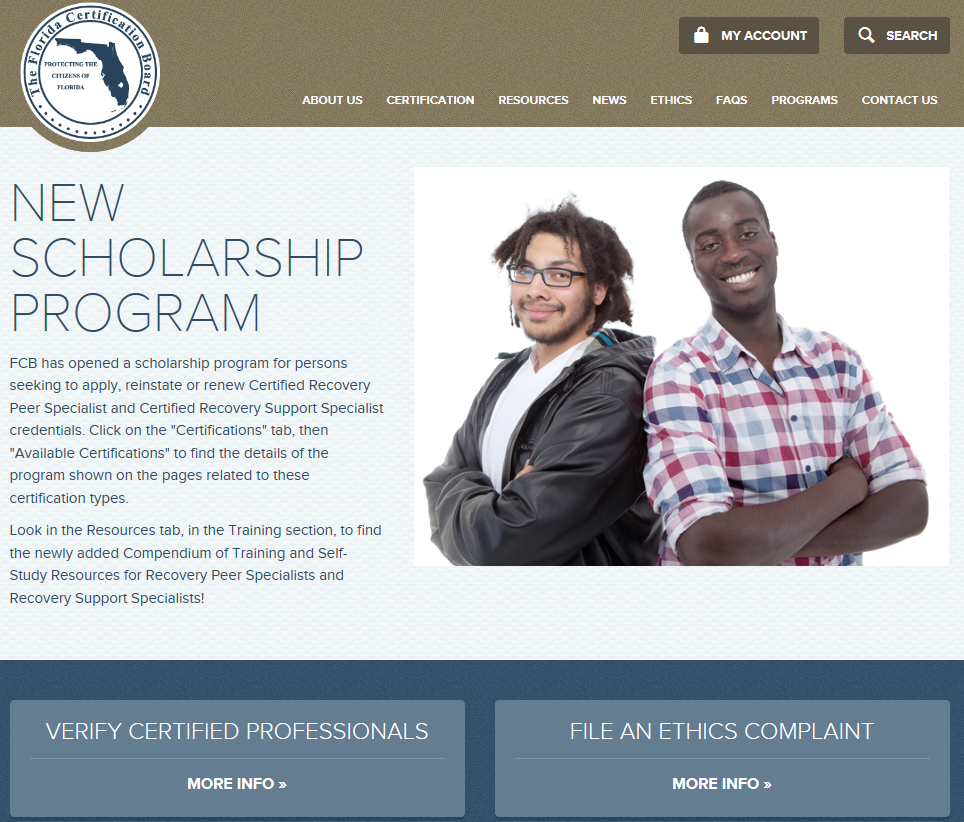 The Florida Certification Board
PROTECTING THE
CITIZENS OF
FLORIDA
MY ACCOUNT
SEARCH
ABOUT US
CERTIFICATION
RESOURCES
NEWS
ETHICS
FAQS
PROGRAMS
CONTACT US
NEW
SCHOLARSHIP
PROGRAM
FCB has opened a scholarship program for persons
seeking to apply, reinstate or renew Certified Recovery
Peer Specialist and Certified Recovery Support Specialist
credentials. Click on the "Certifications" tab, then
"Available Certifications" to find the details of the
program shown on the pages related to these
certification types.
Look in the Resources tab, in the Training section, to find
the newly added Compendium of Training and Self-
Study Resources for Recovery Peer Specialists and
Recovery Support Specialists!
VERIFY CERTIFIED PROFESSIONALS
MORE INFO »
FILE AN ETHICS COMPLAINT
MORE INFO »